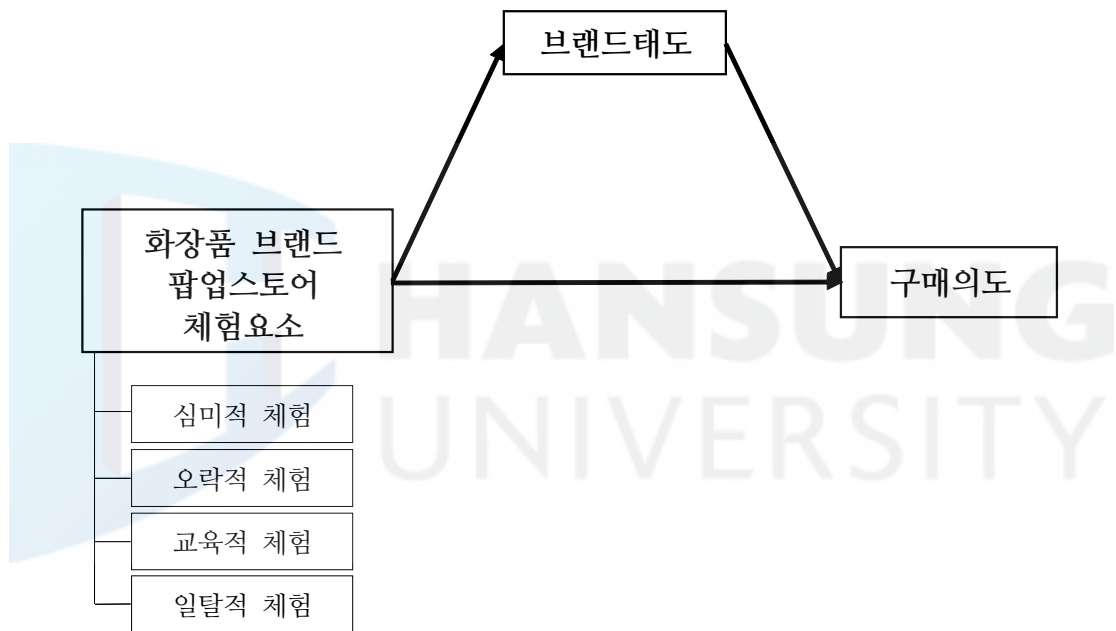 브랜드태도
화장품 브랜드
팝업스토어
체험요소
구매의도
HANSUNG
UNIVERSITY
심미적 체험
오락적 체험
교육적 체험
일탈적 체험